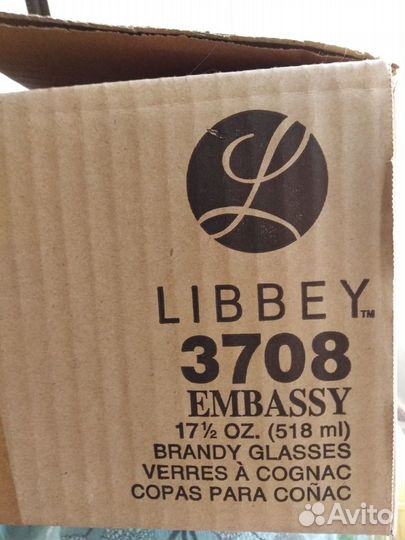 LIBBEY™
3708
EMBASSY
17½ OZ. (518 ml)
BRANDY GLASSES
VERRES À COGNAC
COPAS PARA COÑAC
Avito